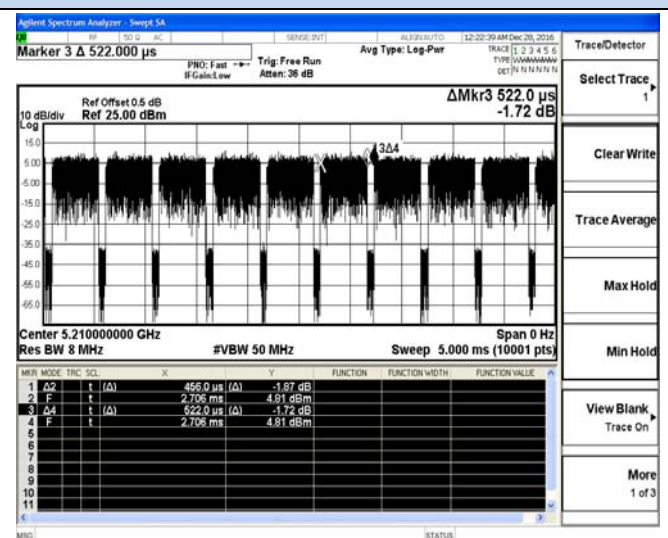 Agilent Spectrum Analyzer - Swept SA
RF 50 Ω AC SENSE:INT ALIGNAUTO 12:22:39 AM Dec 28, 2016
Marker 3 Δ 522.000 µs
PNO: Fast Trig: Free Run
IFGain:Low Atten: 36 dB
Avg Type: Log-Pwr
TRACE 1 2 3 4 5 6
TYPE
DET N N N N N N
Trace/Detector
Ref Offset 0.5 dB
10 dB/div Ref 25.00 dBm
Log
ΔMkr3 522.0 µs
-1.72 dB
15.0
5.00
-5.00
-15.0
-25.0
-35.0
-45.0
-55.0
-65.0
3Δ4
Center 5.210000000 GHz Span 0 Hz
Res BW 8 MHz #VBW 50 MHz Sweep 5.000 ms (10001 pts)
MKR MODE TRC SCL X Y FUNCTION FUNCTION WIDTH FUNCTION VALUE
1 Δ2 t (Δ) 456.0 µs (Δ) -1.87 dB
2 F t 2.706 ms 4.81 dBm
3 Δ4 t (Δ) 522.0 µs (Δ) -1.72 dB
4 F t 2.706 ms 4.81 dBm
5
6
7
8
9
10
11
MSG STATUS
Select Trace
1
Clear Write
Trace Average
Max Hold
Min Hold
View Blank
Trace On
More
1 of 3